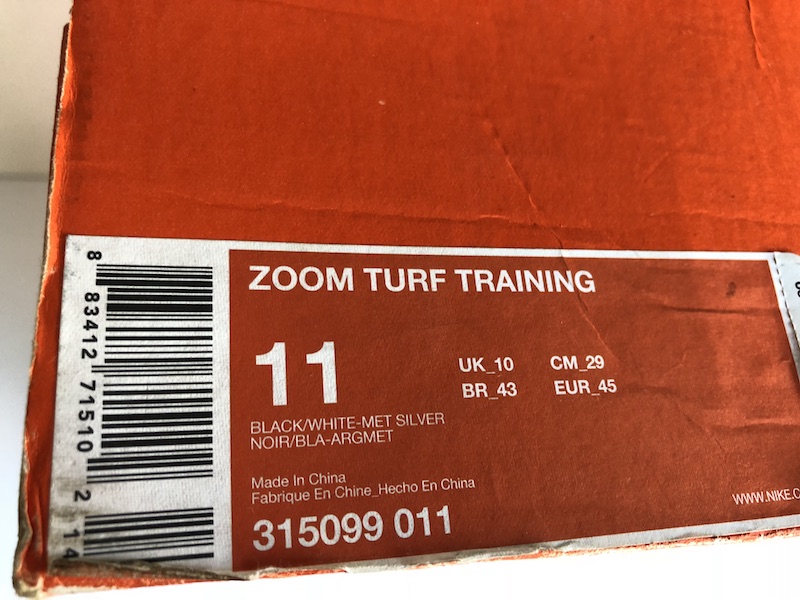 ZOOM TURF TRAINING
11
UK_10 CM_29
BR_43 EUR_45
BLACK/WHITE-MET SILVER
NOIR/BLA-ARGMET
Made In China
Fabrique En Chine_Hecho En China
315099 011
WWW.NIKE.C
8 83412 71510 2 14